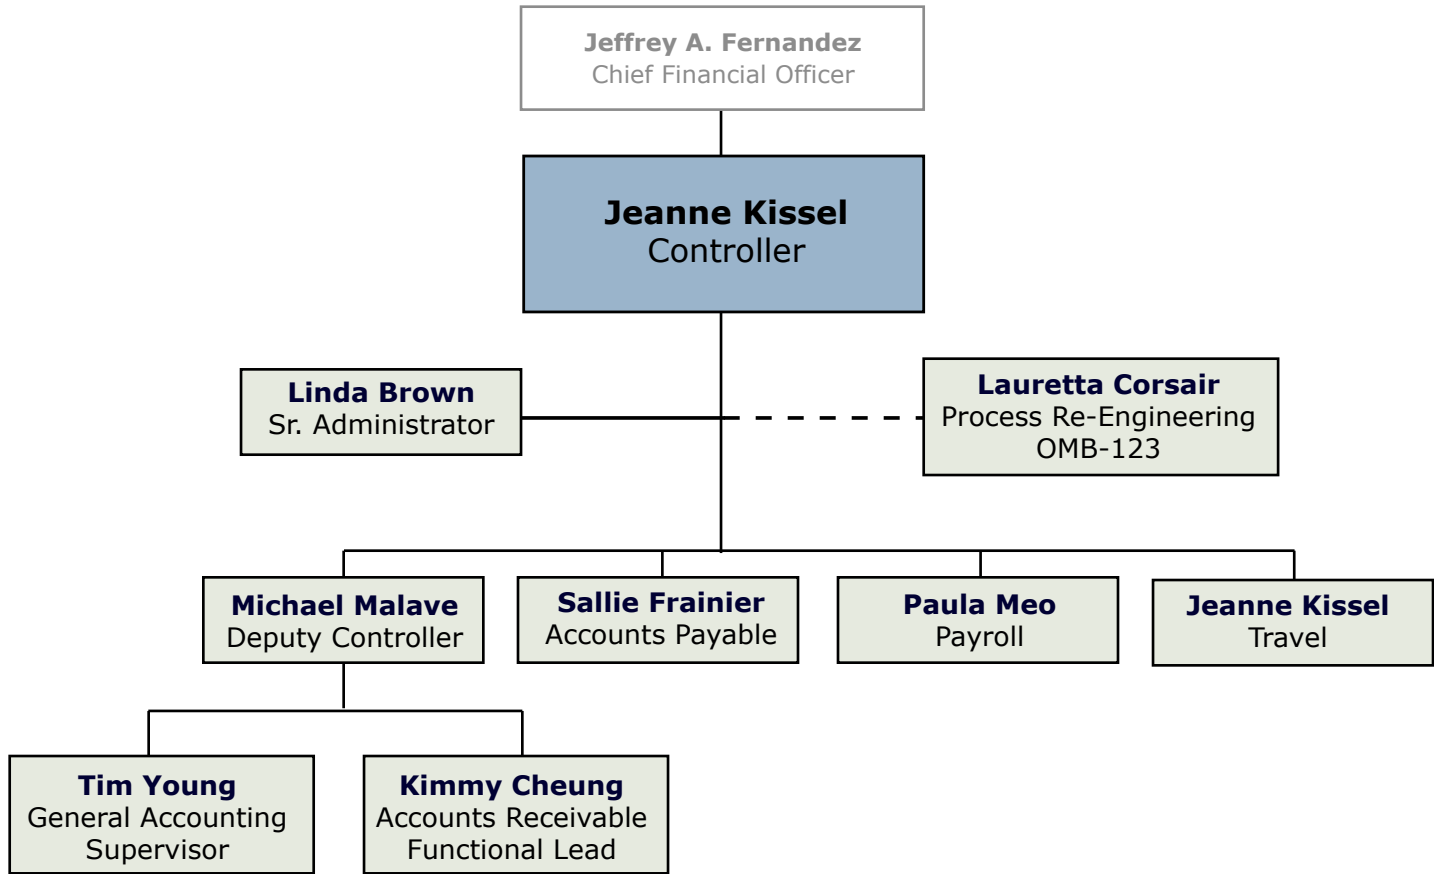 Jeffrey A. Fernandez
Chief Financial Officer
Jeanne Kissel
Controller
Linda Brown
Sr. Administrator
Lauretta Corsair
Process Re-Engineering
OMB-123
Michael Malave
Deputy Controller
Sallie Frainier
Accounts Payable
Paula Meo
Payroll
Jeanne Kissel
Travel
Tim Young
General Accounting
Supervisor
Kimmy Cheung
Accounts Receivable
Functional Lead